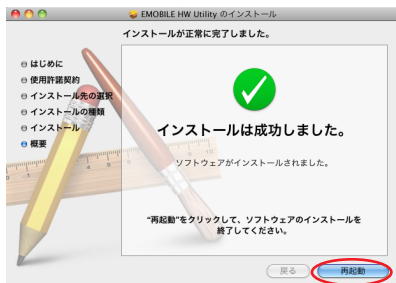 EMOBILE HW Utility のインストール
インストールが正常に完了しました。
はじめに
使用許諾契約
インストール先の選択
インストールの種類
インストール
概要
インストールは成功しました。
ソフトウェアがインストールされました。
“再起動”をクリックして、ソフトウェアのインストールを
終了してください。
戻る
再起動